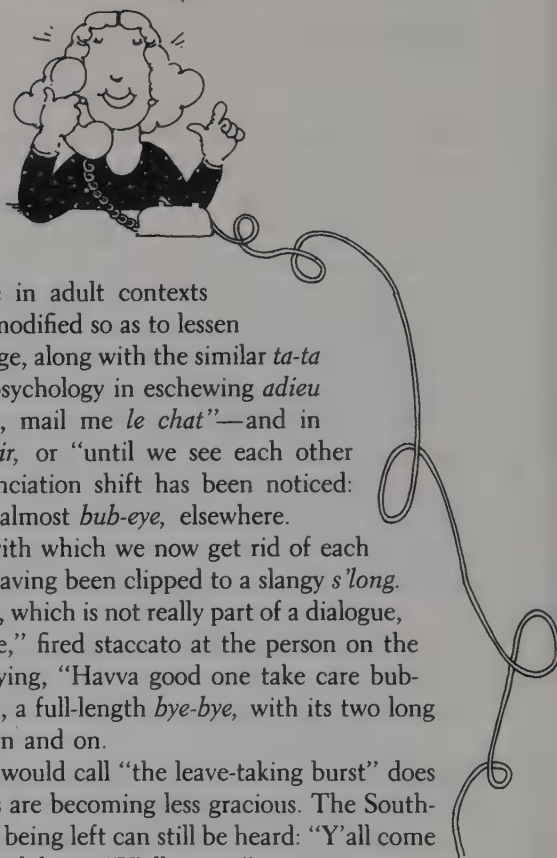 in adult contexts
modified so as to lessen
ge, along with the similar ta-ta
psychology in eschewing adieu
, mail me le chat"—and in
ir, or "until we see each other
nciation shift has been noticed:
almost bub-eye, elsewhere.
with which we now get rid of each
aving been clipped to a slangy s'long.
, which is not really part of a dialogue,
e," fired staccato at the person on the
ying, "Havva good one take care bub-
, a full-length bye-bye, with its two long
n and on.
would call "the leave-taking burst" does
s are becoming less gracious. The South-
being left can still be heard: "Y'all come